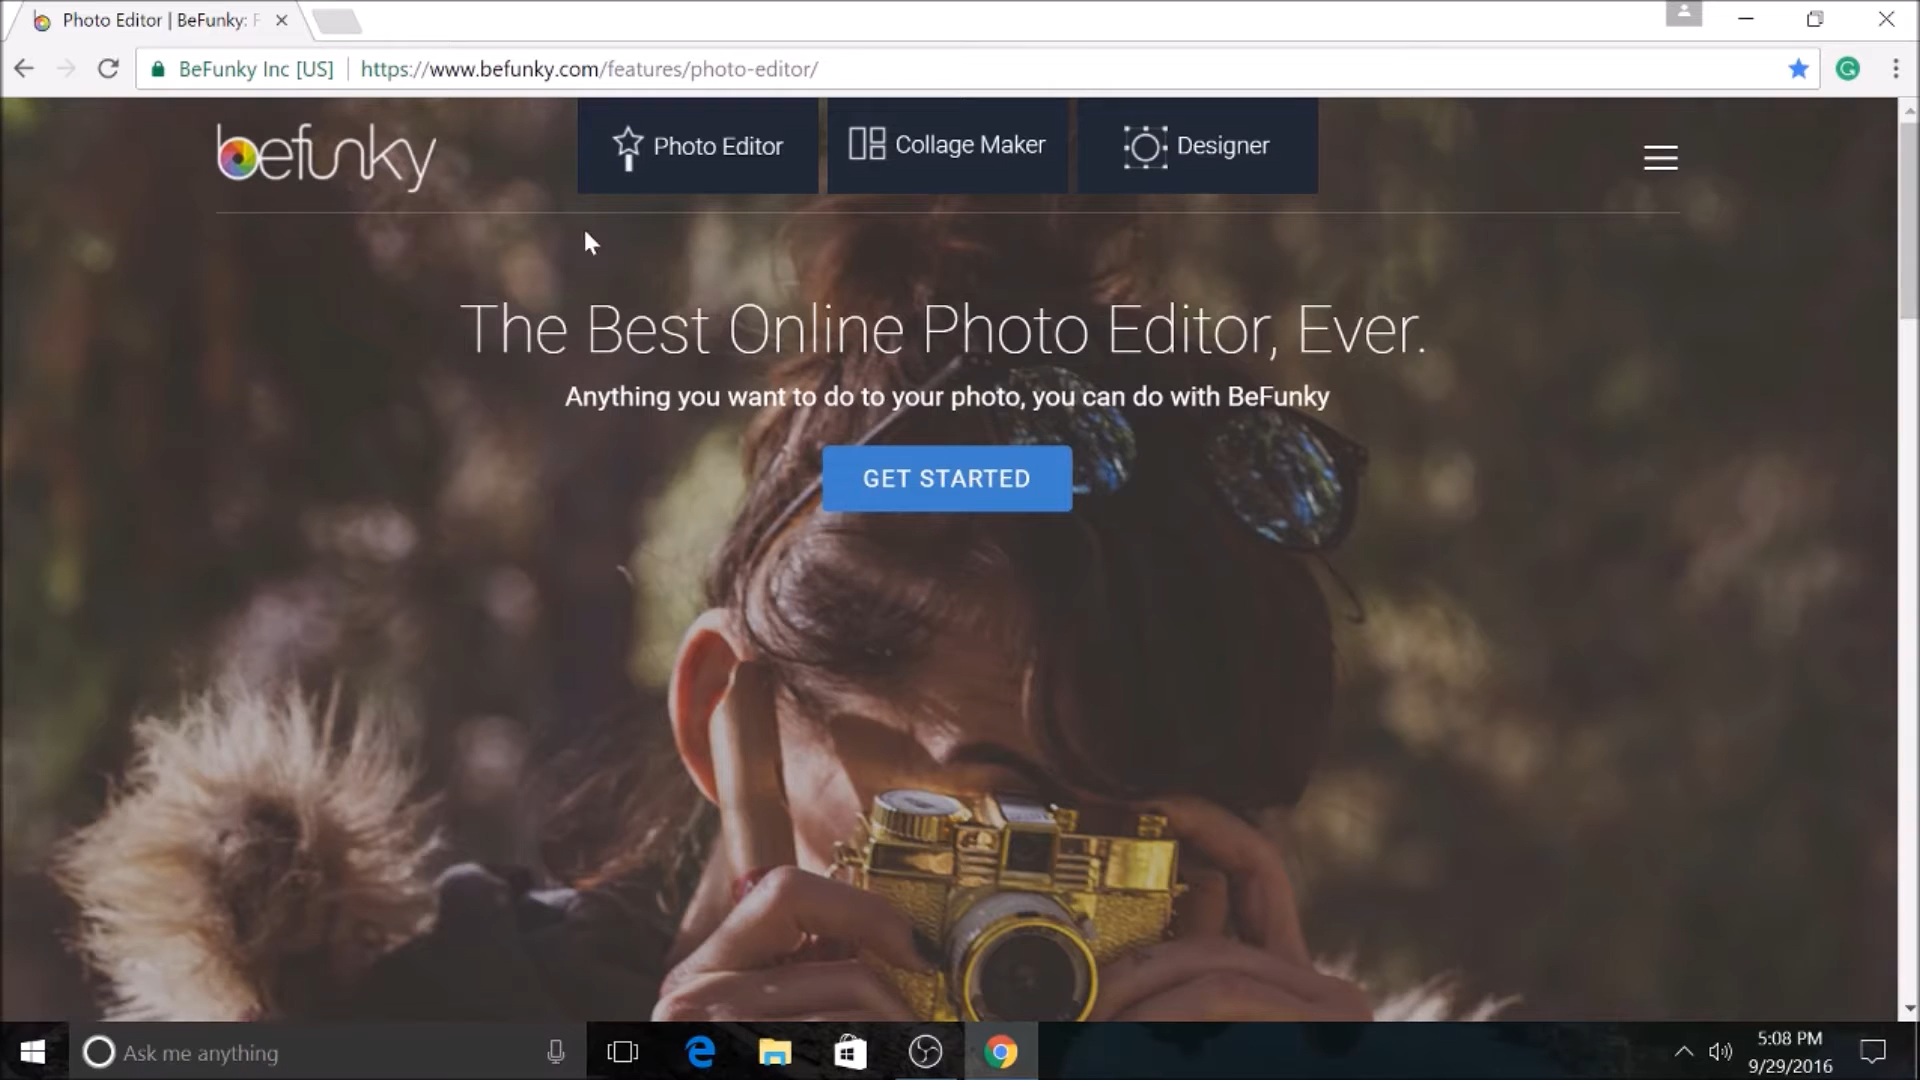 Photo Editor | BeFunky: F
BeFunky Inc [US] https://www.befunky.com/features/photo-editor/
befunky
Photo Editor
Collage Maker
Designer
The Best Online Photo Editor, Ever.
Anything you want to do to your photo, you can do with BeFunky
GET STARTED
Ask me anything
5:08 PM
9/29/2016